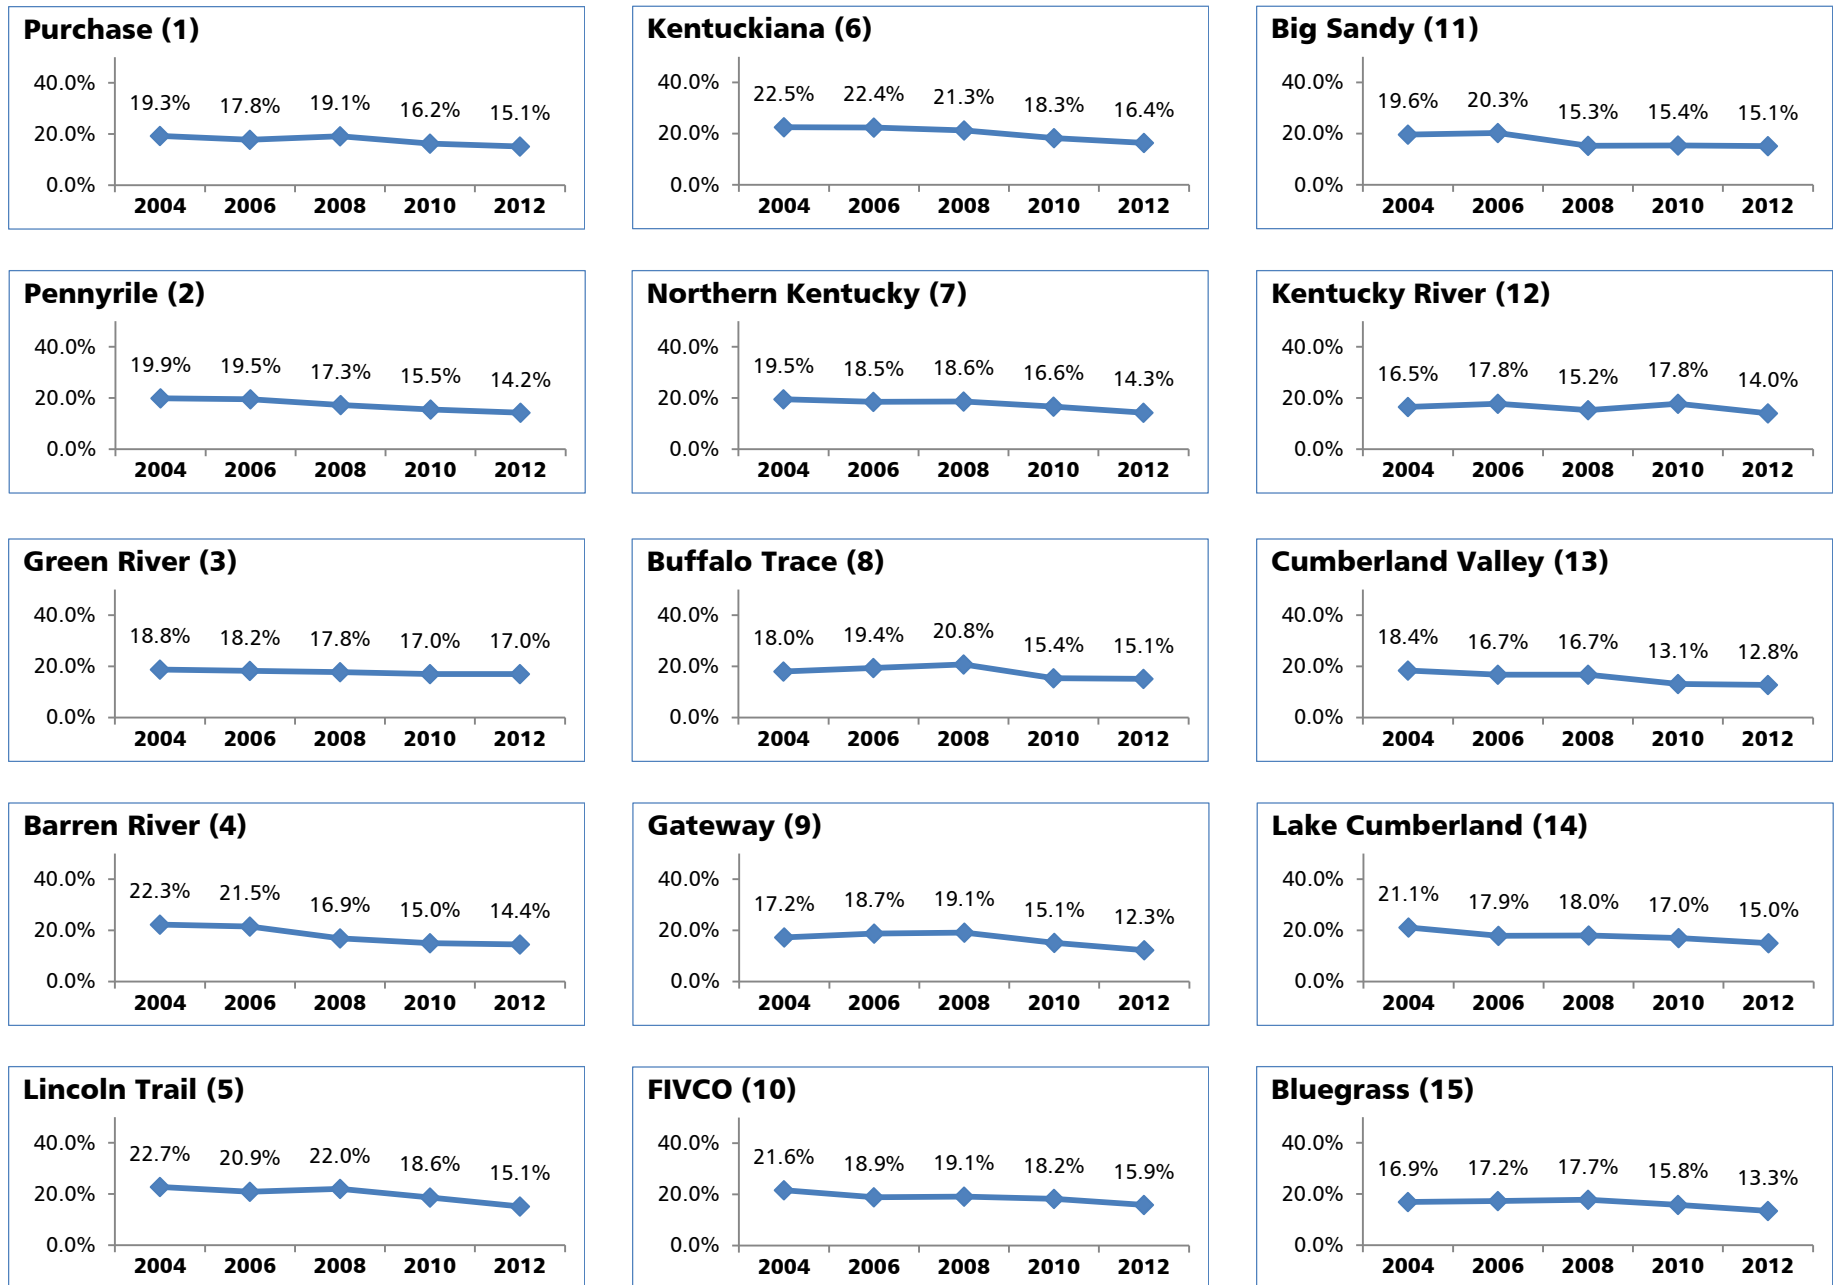 Purchase (1)
40.0%
20.0%
0.0%
19.3% 17.8% 19.1% 16.2% 15.1%
2004 2006 2008 2010 2012
Kentuckiana (6)
40.0%
20.0%
0.0%
22.5% 22.4% 21.3% 18.3% 16.4%
2004 2006 2008 2010 2012
Big Sandy (11)
40.0%
20.0%
0.0%
19.6% 20.3% 15.3% 15.4% 15.1%
2004 2006 2008 2010 2012
Pennyrile (2)
40.0%
20.0%
0.0%
19.9% 19.5% 17.3% 15.5% 14.2%
2004 2006 2008 2010 2012
Northern Kentucky (7)
40.0%
20.0%
0.0%
19.5% 18.5% 18.6% 16.6% 14.3%
2004 2006 2008 2010 2012
Kentucky River (12)
40.0%
20.0%
0.0%
16.5% 17.8% 15.2% 17.8% 14.0%
2004 2006 2008 2010 2012
Green River (3)
40.0%
20.0%
0.0%
18.8% 18.2% 17.8% 17.0% 17.0%
2004 2006 2008 2010 2012
Buffalo Trace (8)
40.0%
20.0%
0.0%
18.0% 19.4% 20.8% 15.4% 15.1%
2004 2006 2008 2010 2012
Cumberland Valley (13)
40.0%
20.0%
0.0%
18.4% 16.7% 16.7% 13.1% 12.8%
2004 2006 2008 2010 2012
Barren River (4)
40.0%
20.0%
0.0%
22.3% 21.5% 16.9% 15.0% 14.4%
2004 2006 2008 2010 2012
Gateway (9)
40.0%
20.0%
0.0%
17.2% 18.7% 19.1% 15.1% 12.3%
2004 2006 2008 2010 2012
Lake Cumberland (14)
40.0%
20.0%
0.0%
21.1% 17.9% 18.0% 17.0% 15.0%
2004 2006 2008 2010 2012
Lincoln Trail (5)
40.0%
20.0%
0.0%
22.7% 20.9% 22.0% 18.6% 15.1%
2004 2006 2008 2010 2012
FIVCO (10)
40.0%
20.0%
0.0%
21.6% 18.9% 19.1% 18.2% 15.9%
2004 2006 2008 2010 2012
Bluegrass (15)
40.0%
20.0%
0.0%
16.9% 17.2% 17.7% 15.8% 13.3%
2004 2006 2008 2010 2012